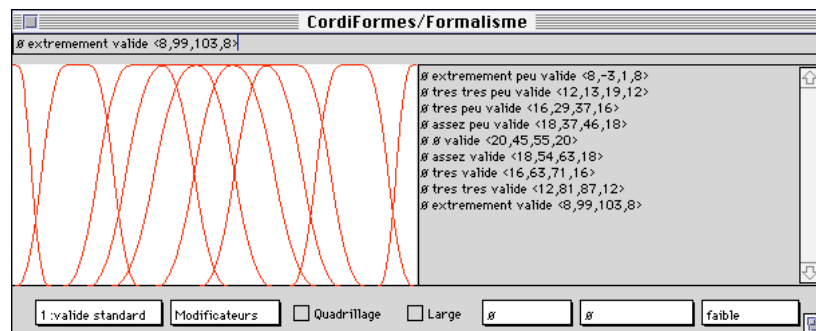 CordiFormes/Formalisme
ø extremement valide <8,99,103,8>
ø extremement peu valide <8,-3,1,8>
ø tres tres peu valide <12,13,19,12>
ø tres peu valide <16,29,37,16>
ø assez peu valide <18,37,46,18>
ø ø valide <20,45,55,20>
ø assez valide <18,54,63,18>
ø tres valide <16,63,71,16>
ø tres tres valide <12,81,87,12>
ø extremement valide <8,99,103,8>
1 :valide standard Modificateurs Quadrillage Large ø ø faible